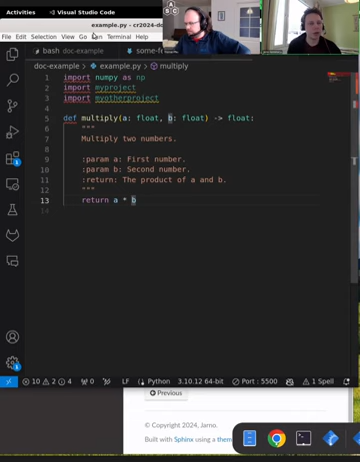 Activities Visual Studio Code
example.py - cr2024-do
File Edit Selection View Go Terminal Help
bash doc-example some-fe
doc-example > example.py > multiply
1 import numpy as np
2 import myproject
3 import myotherproject
4
5 def multiply(a: float, b: float) -> float:
6 """
7 Multiply two numbers.
8
9 :param a: First number.
10 :param b: Second number.
11 :return: The product of a and b.
12 """
13 return a * b
14
10 2 4 0 LF Python 3.10.12 64-bit Port : 5500 1 Spell
Previous
© Copyright 2024, Jarno.
Built with Sphinx using a them